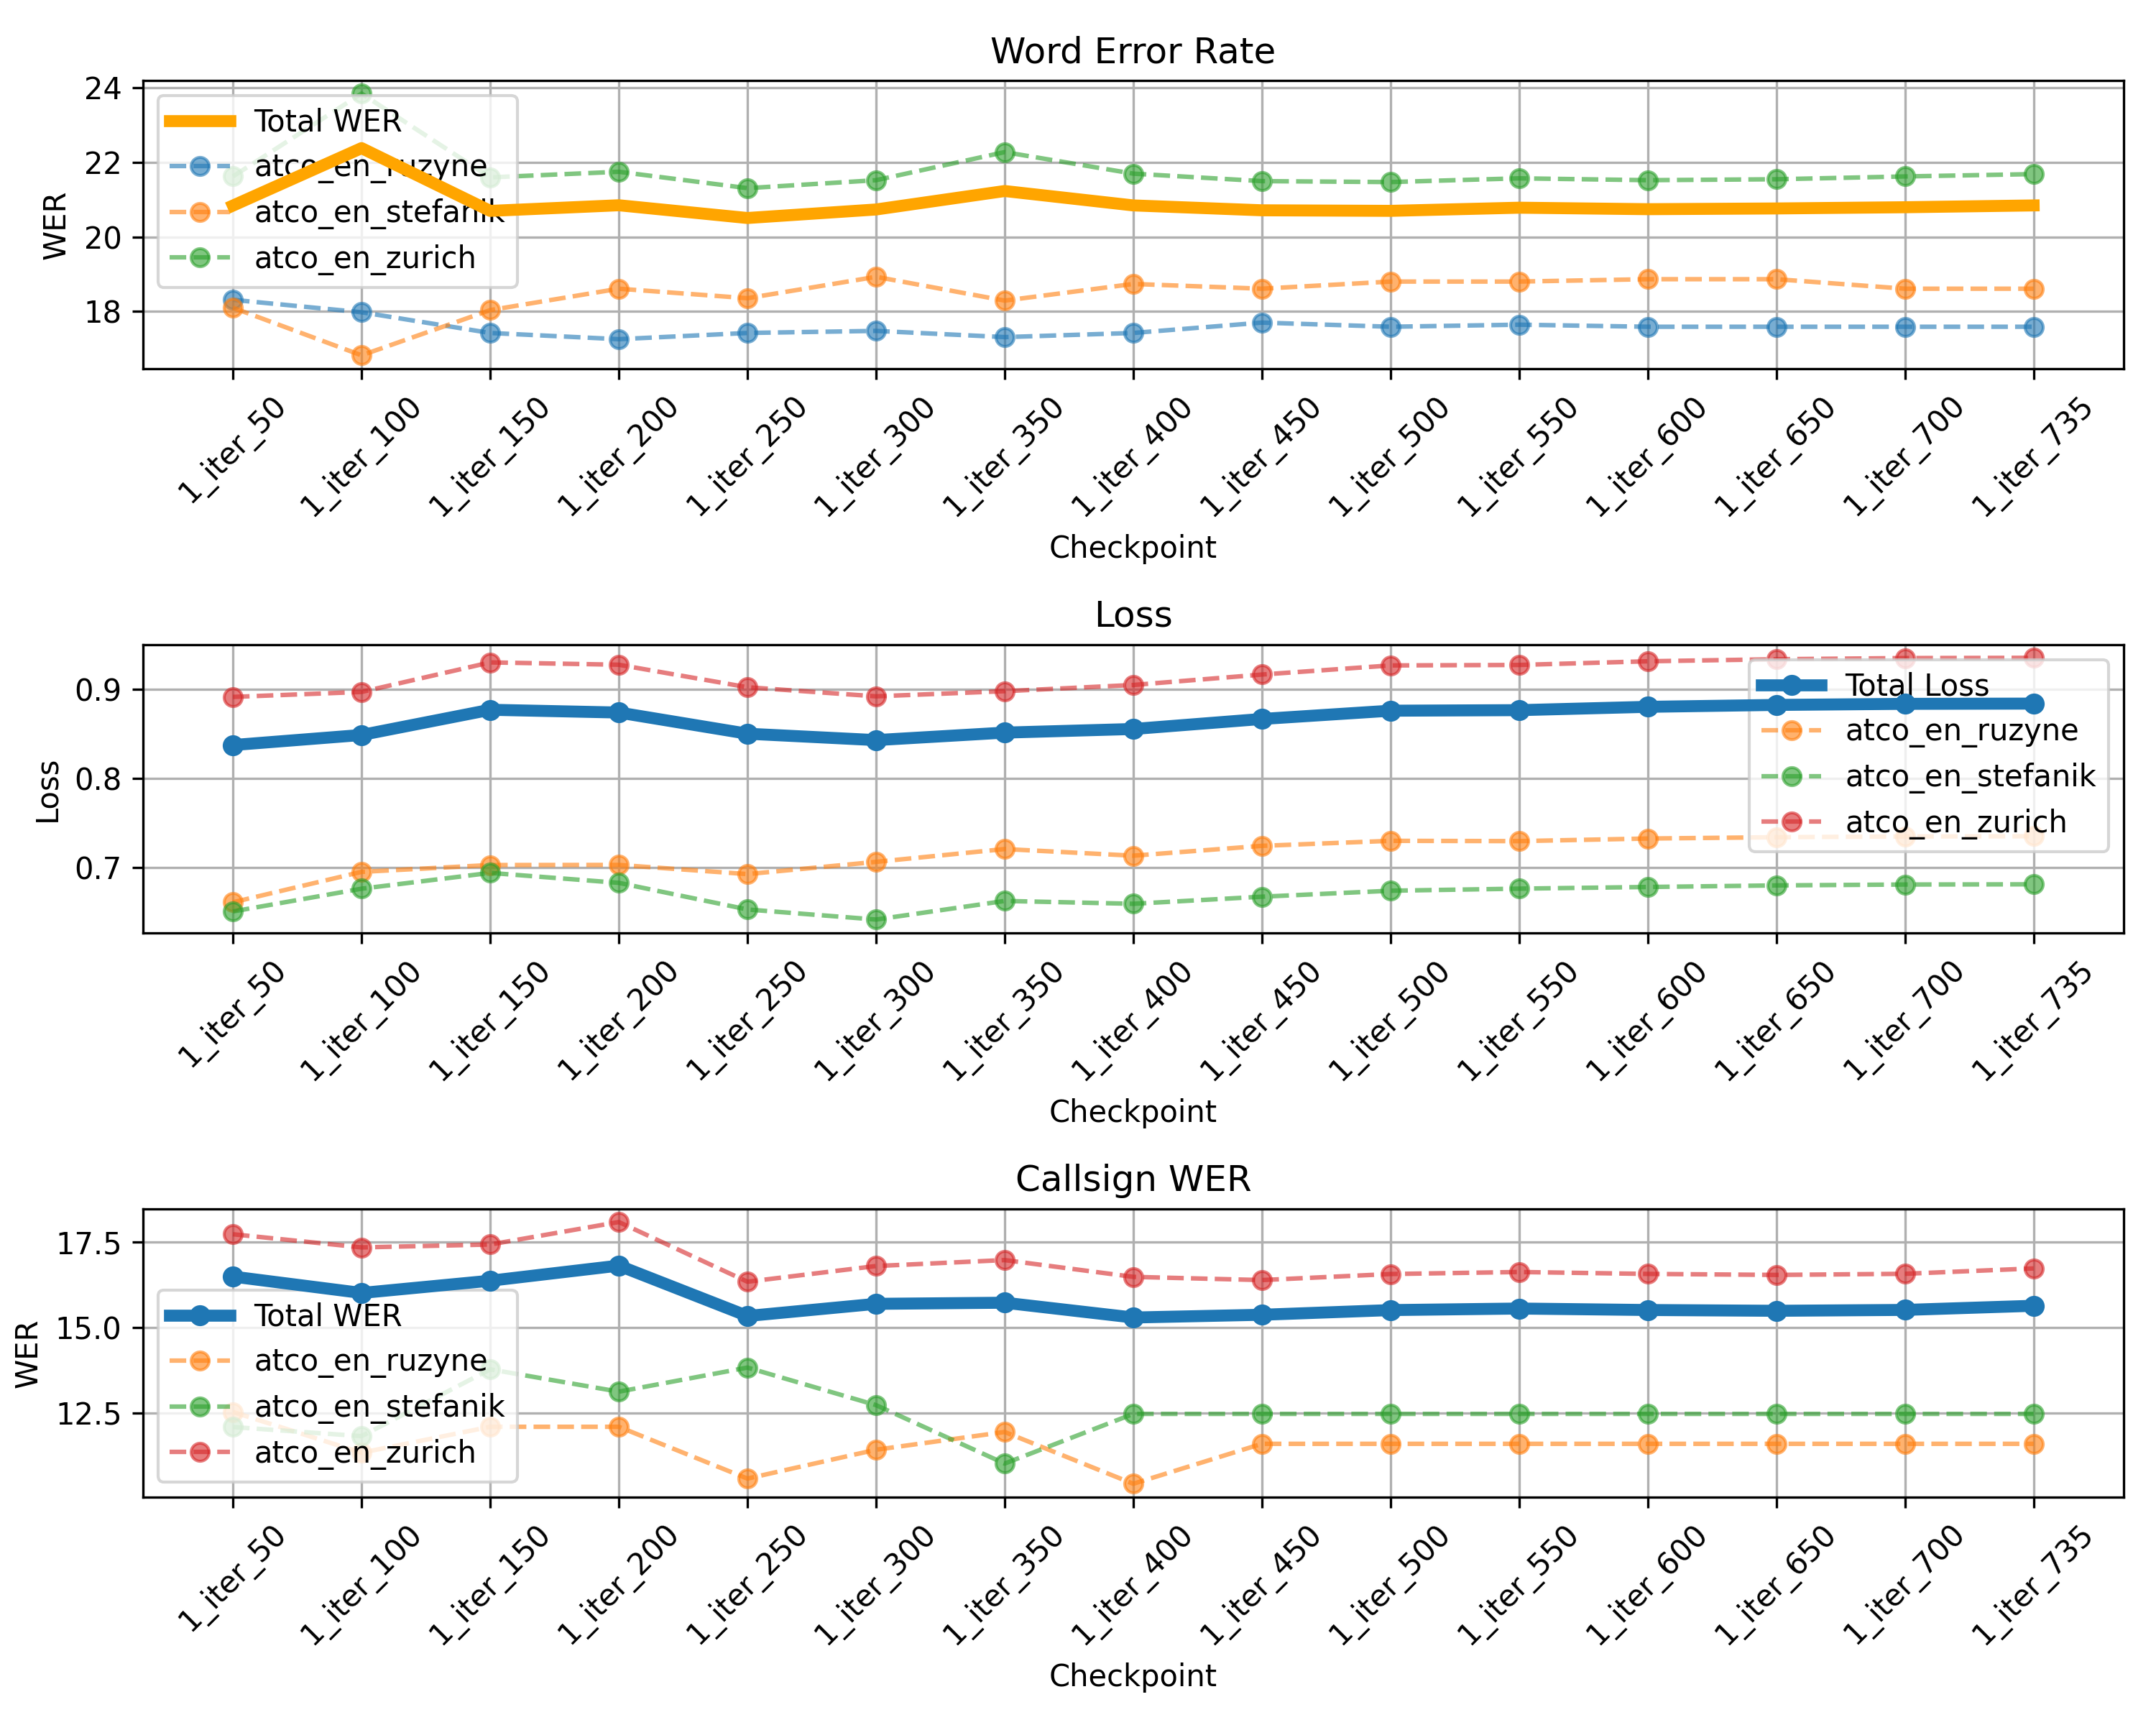 Word Error Rate
WER
24
22
20
18
Total WER
atco_en_ruzyne
atco_en_stefanik
atco_en_zurich
1_iter_50
1_iter_100
1_iter_150
1_iter_200
1_iter_250
1_iter_300
1_iter_350
1_iter_400
1_iter_450
1_iter_500
1_iter_550
1_iter_600
1_iter_650
1_iter_700
1_iter_735
Checkpoint
Loss
Loss
0.9
0.8
0.7
Total Loss
atco_en_ruzyne
atco_en_stefanik
atco_en_zurich
1_iter_50
1_iter_100
1_iter_150
1_iter_200
1_iter_250
1_iter_300
1_iter_350
1_iter_400
1_iter_450
1_iter_500
1_iter_550
1_iter_600
1_iter_650
1_iter_700
1_iter_735
Checkpoint
Callsign WER
WER
17.5
15.0
12.5
Total WER
atco_en_ruzyne
atco_en_stefanik
atco_en_zurich
1_iter_50
1_iter_100
1_iter_150
1_iter_200
1_iter_250
1_iter_300
1_iter_350
1_iter_400
1_iter_450
1_iter_500
1_iter_550
1_iter_600
1_iter_650
1_iter_700
1_iter_735
Checkpoint